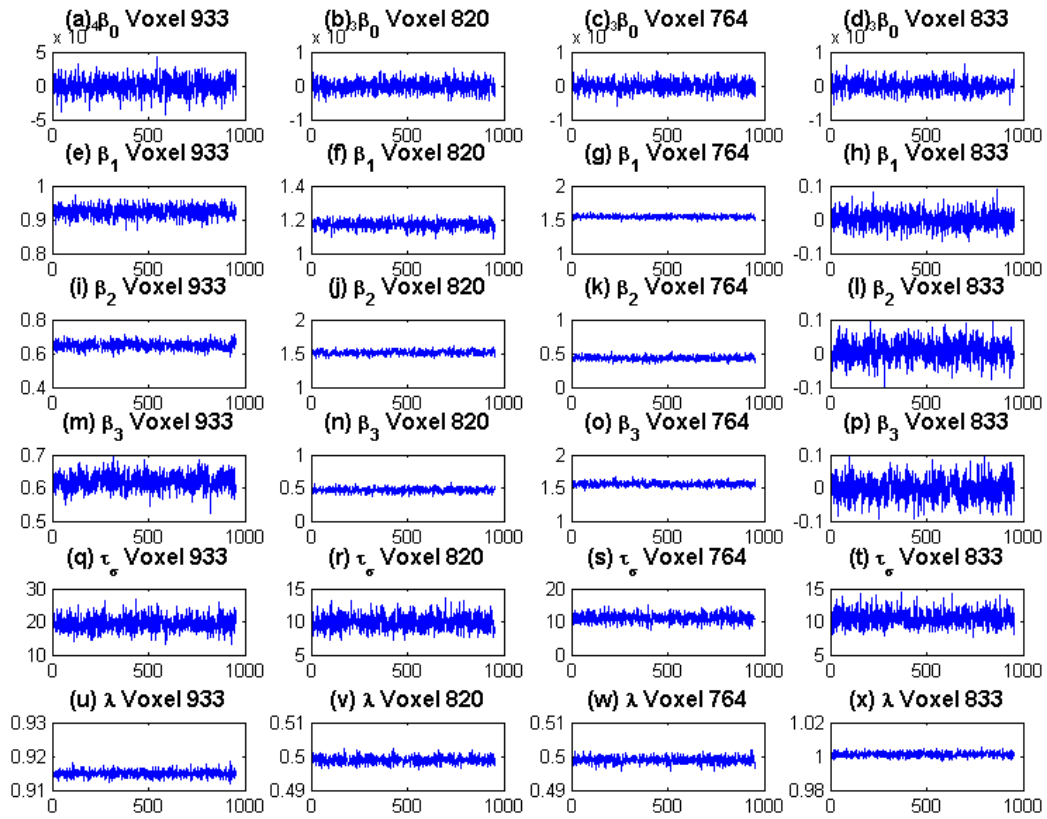 (a) β0 Voxel 933 (b) β0 Voxel 820 (c) β0 Voxel 764 (d) β0 Voxel 833
x 10-4 x 10-3 x 10-3 x 10-3
5 1 1 1
0 0 0 0
-5 -1 -1 -1
0 500 1000 0 500 1000 0 500 1000 0 500 1000
(e) β1 Voxel 933 (f) β1 Voxel 820 (g) β1 Voxel 764 (h) β1 Voxel 833
1 1.4 2 0.1
0.9 1.2 1.5 0
0.8 1 1 -0.1
0 500 1000 0 500 1000 0 500 1000 0 500 1000
(i) β2 Voxel 933 (j) β2 Voxel 820 (k) β2 Voxel 764 (l) β2 Voxel 833
0.8 2 1 0.1
0.6 1.5 0.5 0
0.4 1 0 -0.1
0 500 1000 0 500 1000 0 500 1000 0 500 1000
(m) β3 Voxel 933 (n) β3 Voxel 820 (o) β3 Voxel 764 (p) β3 Voxel 833
0.7 1 2 0.1
0.6 0.5 1.5 0
0.5 0 1 -0.1
0 500 1000 0 500 1000 0 500 1000 0 500 1000
(q) τσ Voxel 933 (r) τσ Voxel 820 (s) τσ Voxel 764 (t) τσ Voxel 833
30 15 20 15
20 10 10 10
10 5 0 5
0 500 1000 0 500 1000 0 500 1000 0 500 1000
(u) λ Voxel 933 (v) λ Voxel 820 (w) λ Voxel 764 (x) λ Voxel 833
0.93 0.51 0.51 1.02
0.92 0.5 0.5 1
0.91 0.49 0.49 0.98
0 500 1000 0 500 1000 0 500 1000 0 500 1000